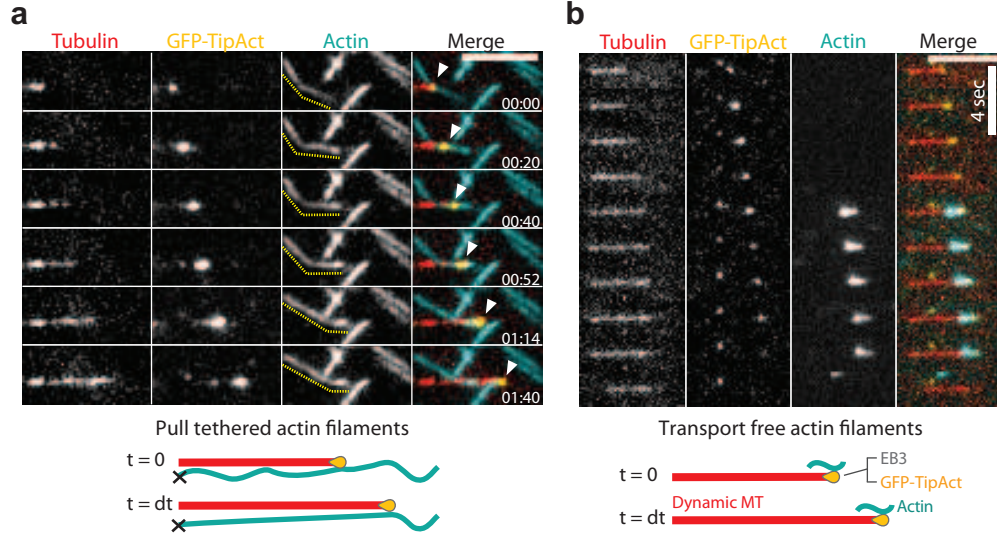 a
Tubulin GFP-TipAct Actin Merge
00:00
00:20
00:40
00:52
01:14
01:40
Pull tethered actin filaments
t = 0
t = dt
b
Tubulin GFP-TipAct Actin Merge
4 sec
Transport free actin filaments
t = 0
EB3
GFP-TipAct
Dynamic MT
Actin
t = dt